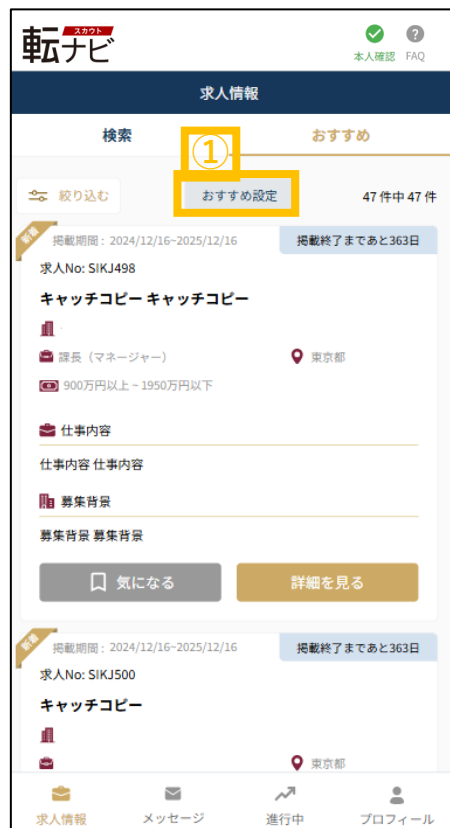 スカウト
転ナビ
本人確認 FAQ
求人情報
検索 おすすめ
①
絞り込む おすすめ設定 47 件中 47 件
新着 掲載期間: 2024/12/16~2025/12/16 掲載終了まであと363日
求人No: SIKJ498
キャッチコピー キャッチコピー
課長（マネージャー） 東京都
900万円以上 ~ 1950万円以下
仕事内容
仕事内容 仕事内容
募集背景
募集背景 募集背景
気になる 詳細を見る
新着 掲載期間: 2024/12/16~2025/12/16 掲載終了まであと363日
求人No: SIKJ500
キャッチコピー
東京都
求人情報 メッセージ 進行中 プロフィール